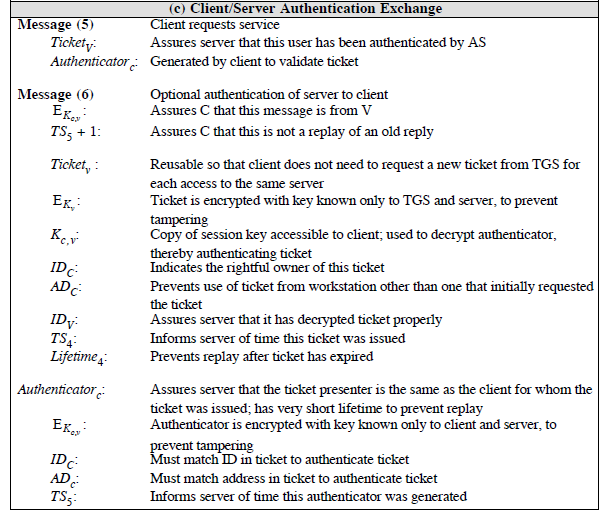 (c) Client/Server Authentication Exchange
Message (5) Client requests service
Ticket_V: Assures server that this user has been authenticated by AS
Authenticator_c: Generated by client to validate ticket
Message (6) Optional authentication of server to client
E_K_c,v : Assures C that this message is from V
TS_5 + 1: Assures C that this is not a replay of an old reply
Ticket_v : Reusable so that client does not need to request a new ticket from TGS for
each access to the same server
E_K_v : Ticket is encrypted with key known only to TGS and server, to prevent
tampering
K_c,v: Copy of session key accessible to client; used to decrypt authenticator,
thereby authenticating ticket
ID_C: Indicates the rightful owner of this ticket
AD_C: Prevents use of ticket from workstation other than one that initially requested
the ticket
ID_V: Assures server that it has decrypted ticket properly
TS_4: Informs server of time this ticket was issued
Lifetime_4: Prevents replay after ticket has expired
Authenticator_c: Assures server that the ticket presenter is the same as the client for whom the
ticket was issued; has very short lifetime to prevent replay
E_K_c,v : Authenticator is encrypted with key known only to client and server, to
prevent tampering
ID_C: Must match ID in ticket to authenticate ticket
AD_c: Must match address in ticket to authenticate ticket
TS_5: Informs server of time this authenticator was generated